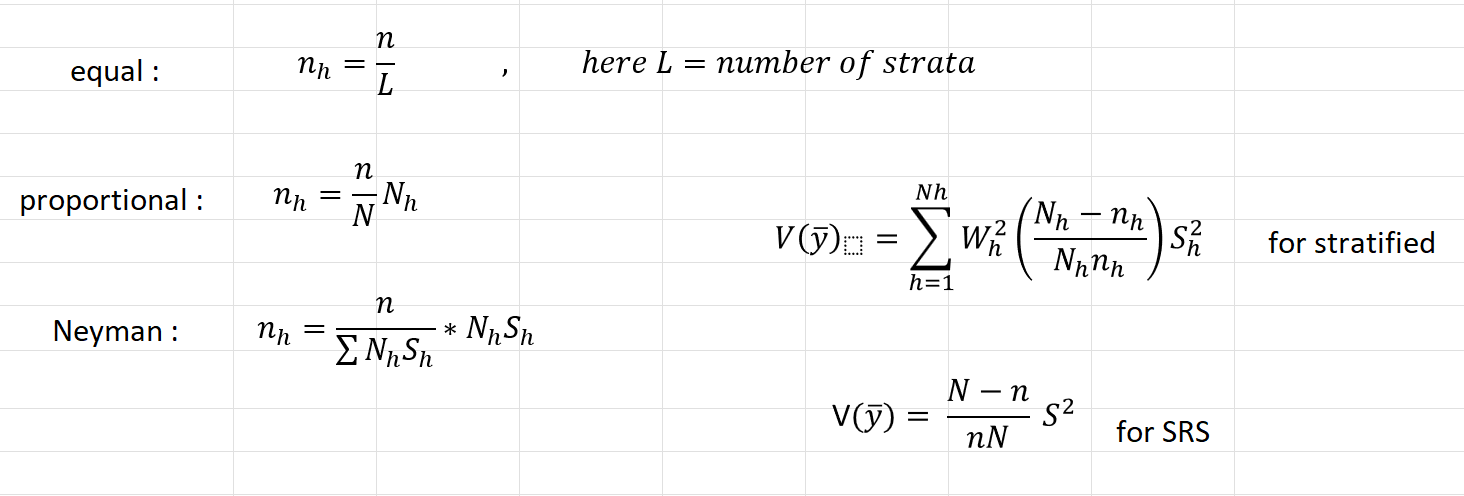 equal : n_h = n/L , here L = number of strata
proportional : n_h = n/N N_h
V(ȳ)⬚ = ∑_{h=1}^{Nh} W_h^2 ((N_h − n_h)/(N_h n_h)) S_h^2 for stratified
Neyman : n_h = n/(∑ N_h S_h) * N_h S_h
V(ȳ) = (N − n)/(nN) S^2 for SRS